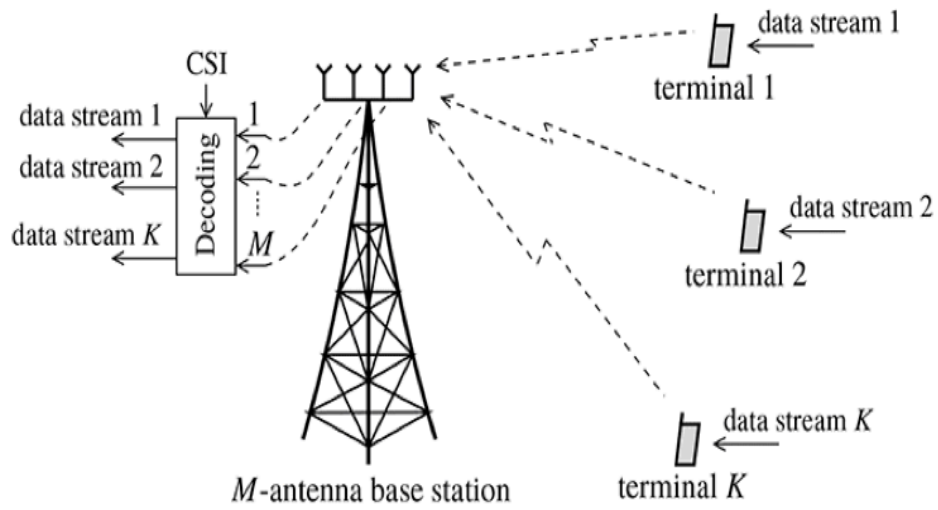 data stream 1
terminal 1
CSI
data stream 1
1
data stream 2
2
Decoding
data stream K
M
data stream 2
terminal 2
data stream K
terminal K
M-antenna base station